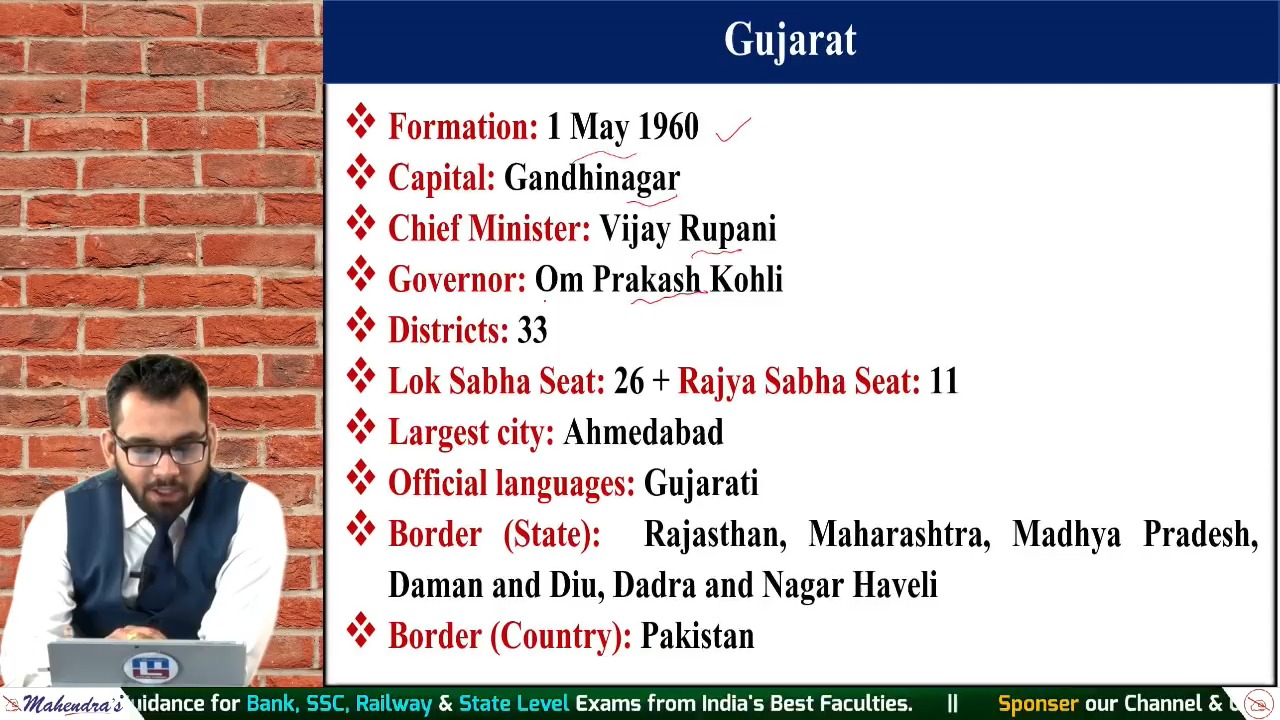 Gujarat
Formation: 1 May 1960
Capital: Gandhinagar
Chief Minister: Vijay Rupani
Governor: Om Prakash Kohli
Districts: 33
Lok Sabha Seat: 26 + Rajya Sabha Seat: 11
Largest city: Ahmedabad
Official languages: Gujarati
Border (State): Rajasthan, Maharashtra, Madhya Pradesh,
Daman and Diu, Dadra and Nagar Haveli
Border (Country): Pakistan
Mahendra's uidance for Bank, SSC, Railway & State Level Exams from India's Best Faculties. || Sponser our Channel &